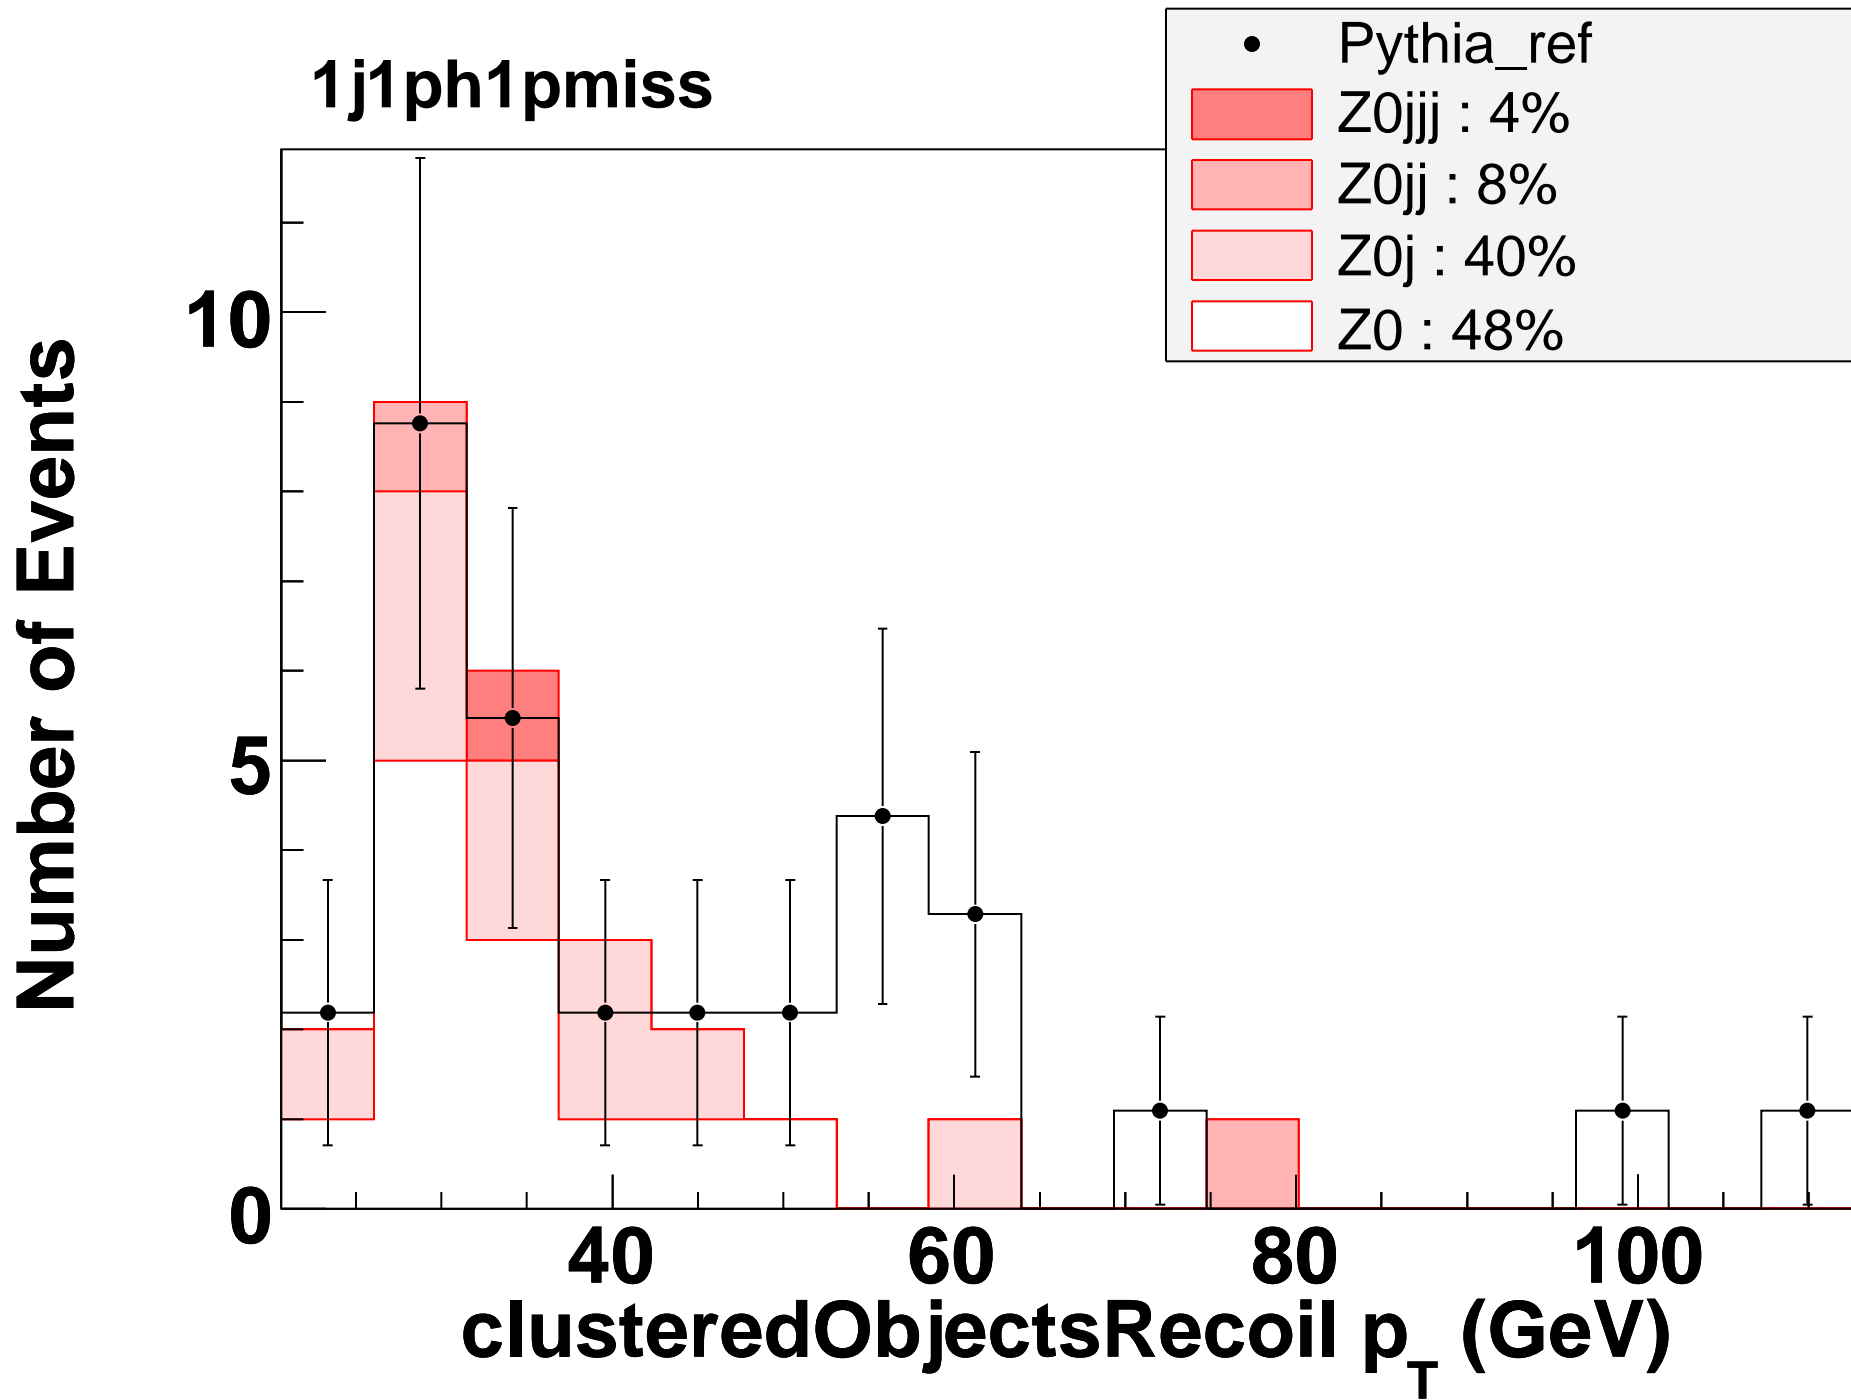 1j1ph1pmiss
Pythia_ref
Z0jjj : 4%
Z0jj : 8%
Z0j : 40%
Z0 : 48%
Number of Events
10
5
0
40 60 80 100
clusteredObjectsRecoil p_T (GeV)